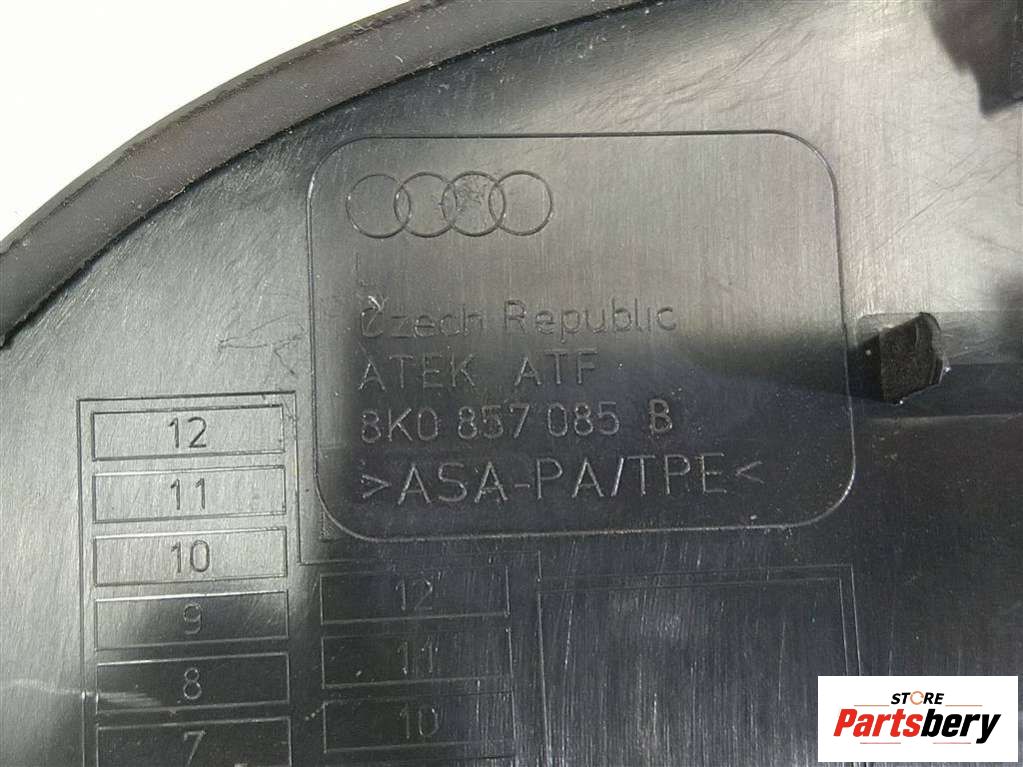 Czech Republic
ATEK ATF
8K0 857 085 B
>ASA-PA/TPE<
12
11
10
9
8
7
12
11
10
STORE
Partsbery